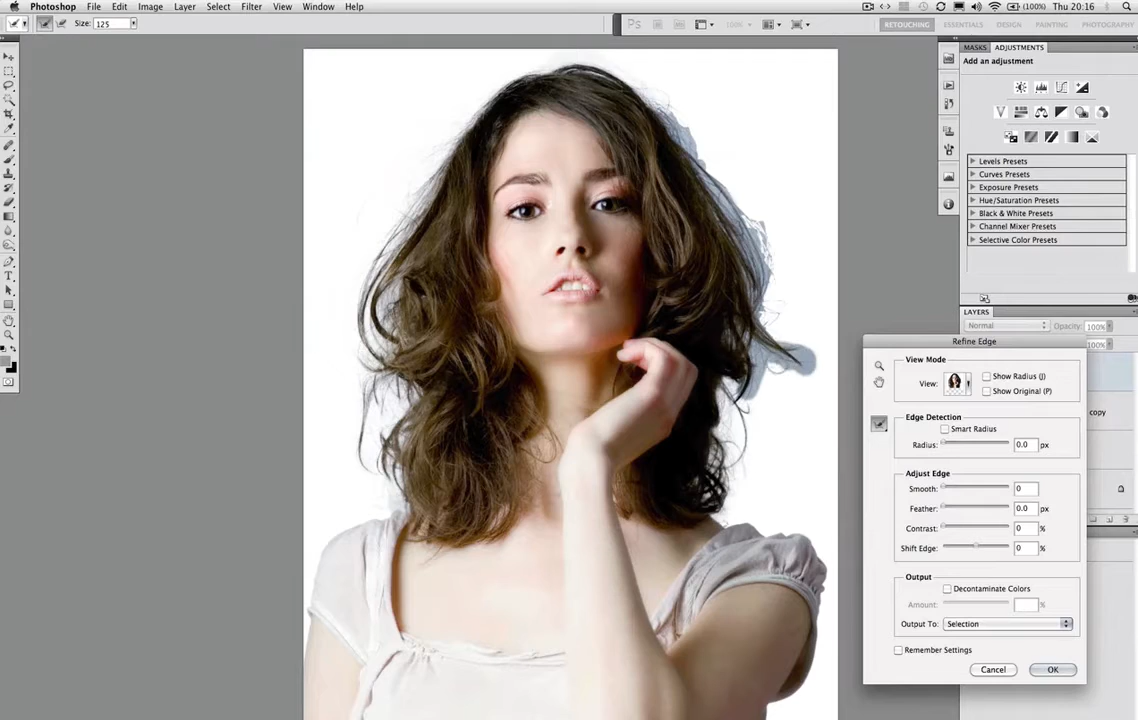 Photoshop File Edit Image Layer Select Filter View Window Help (100%) Thu 20:16
Size: 125 Ps 100% RETOUCHING ESSENTIALS DESIGN PAINTING PHOTOGRAPHY
MASKS ADJUSTMENTS
Add an adjustment
Levels Presets
Curves Presets
Exposure Presets
Hue/Saturation Presets
Black & White Presets
Channel Mixer Presets
Selective Color Presets
LAYERS
Normal Opacity: 100%
100%
copy
Refine Edge
View Mode
View: Show Radius (J)
Show Original (P)
Edge Detection
Smart Radius
Radius: 0.0 px
Adjust Edge
Smooth: 0
Feather: 0.0 px
Contrast: 0 %
Shift Edge: 0 %
Output
Decontaminate Colors
Amount: %
Output To: Selection
Remember Settings
Cancel OK